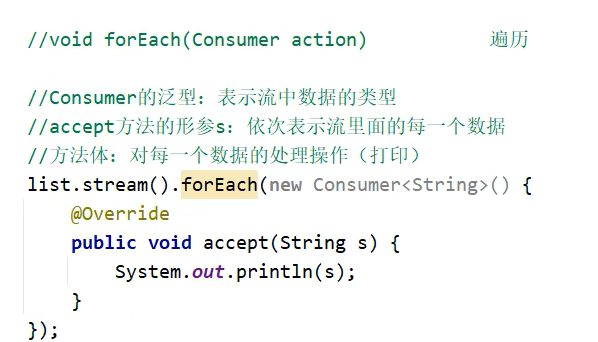 //void forEach(Consumer action) 遍历
//Consumer的泛型：表示流中数据的类型
//accept方法的形参s：依次表示流里面的每一个数据
//方法体：对每一个数据的处理操作（打印）
list.stream().forEach(new Consumer<String>() {
@Override
public void accept(String s) {
System.out.println(s);
}
});